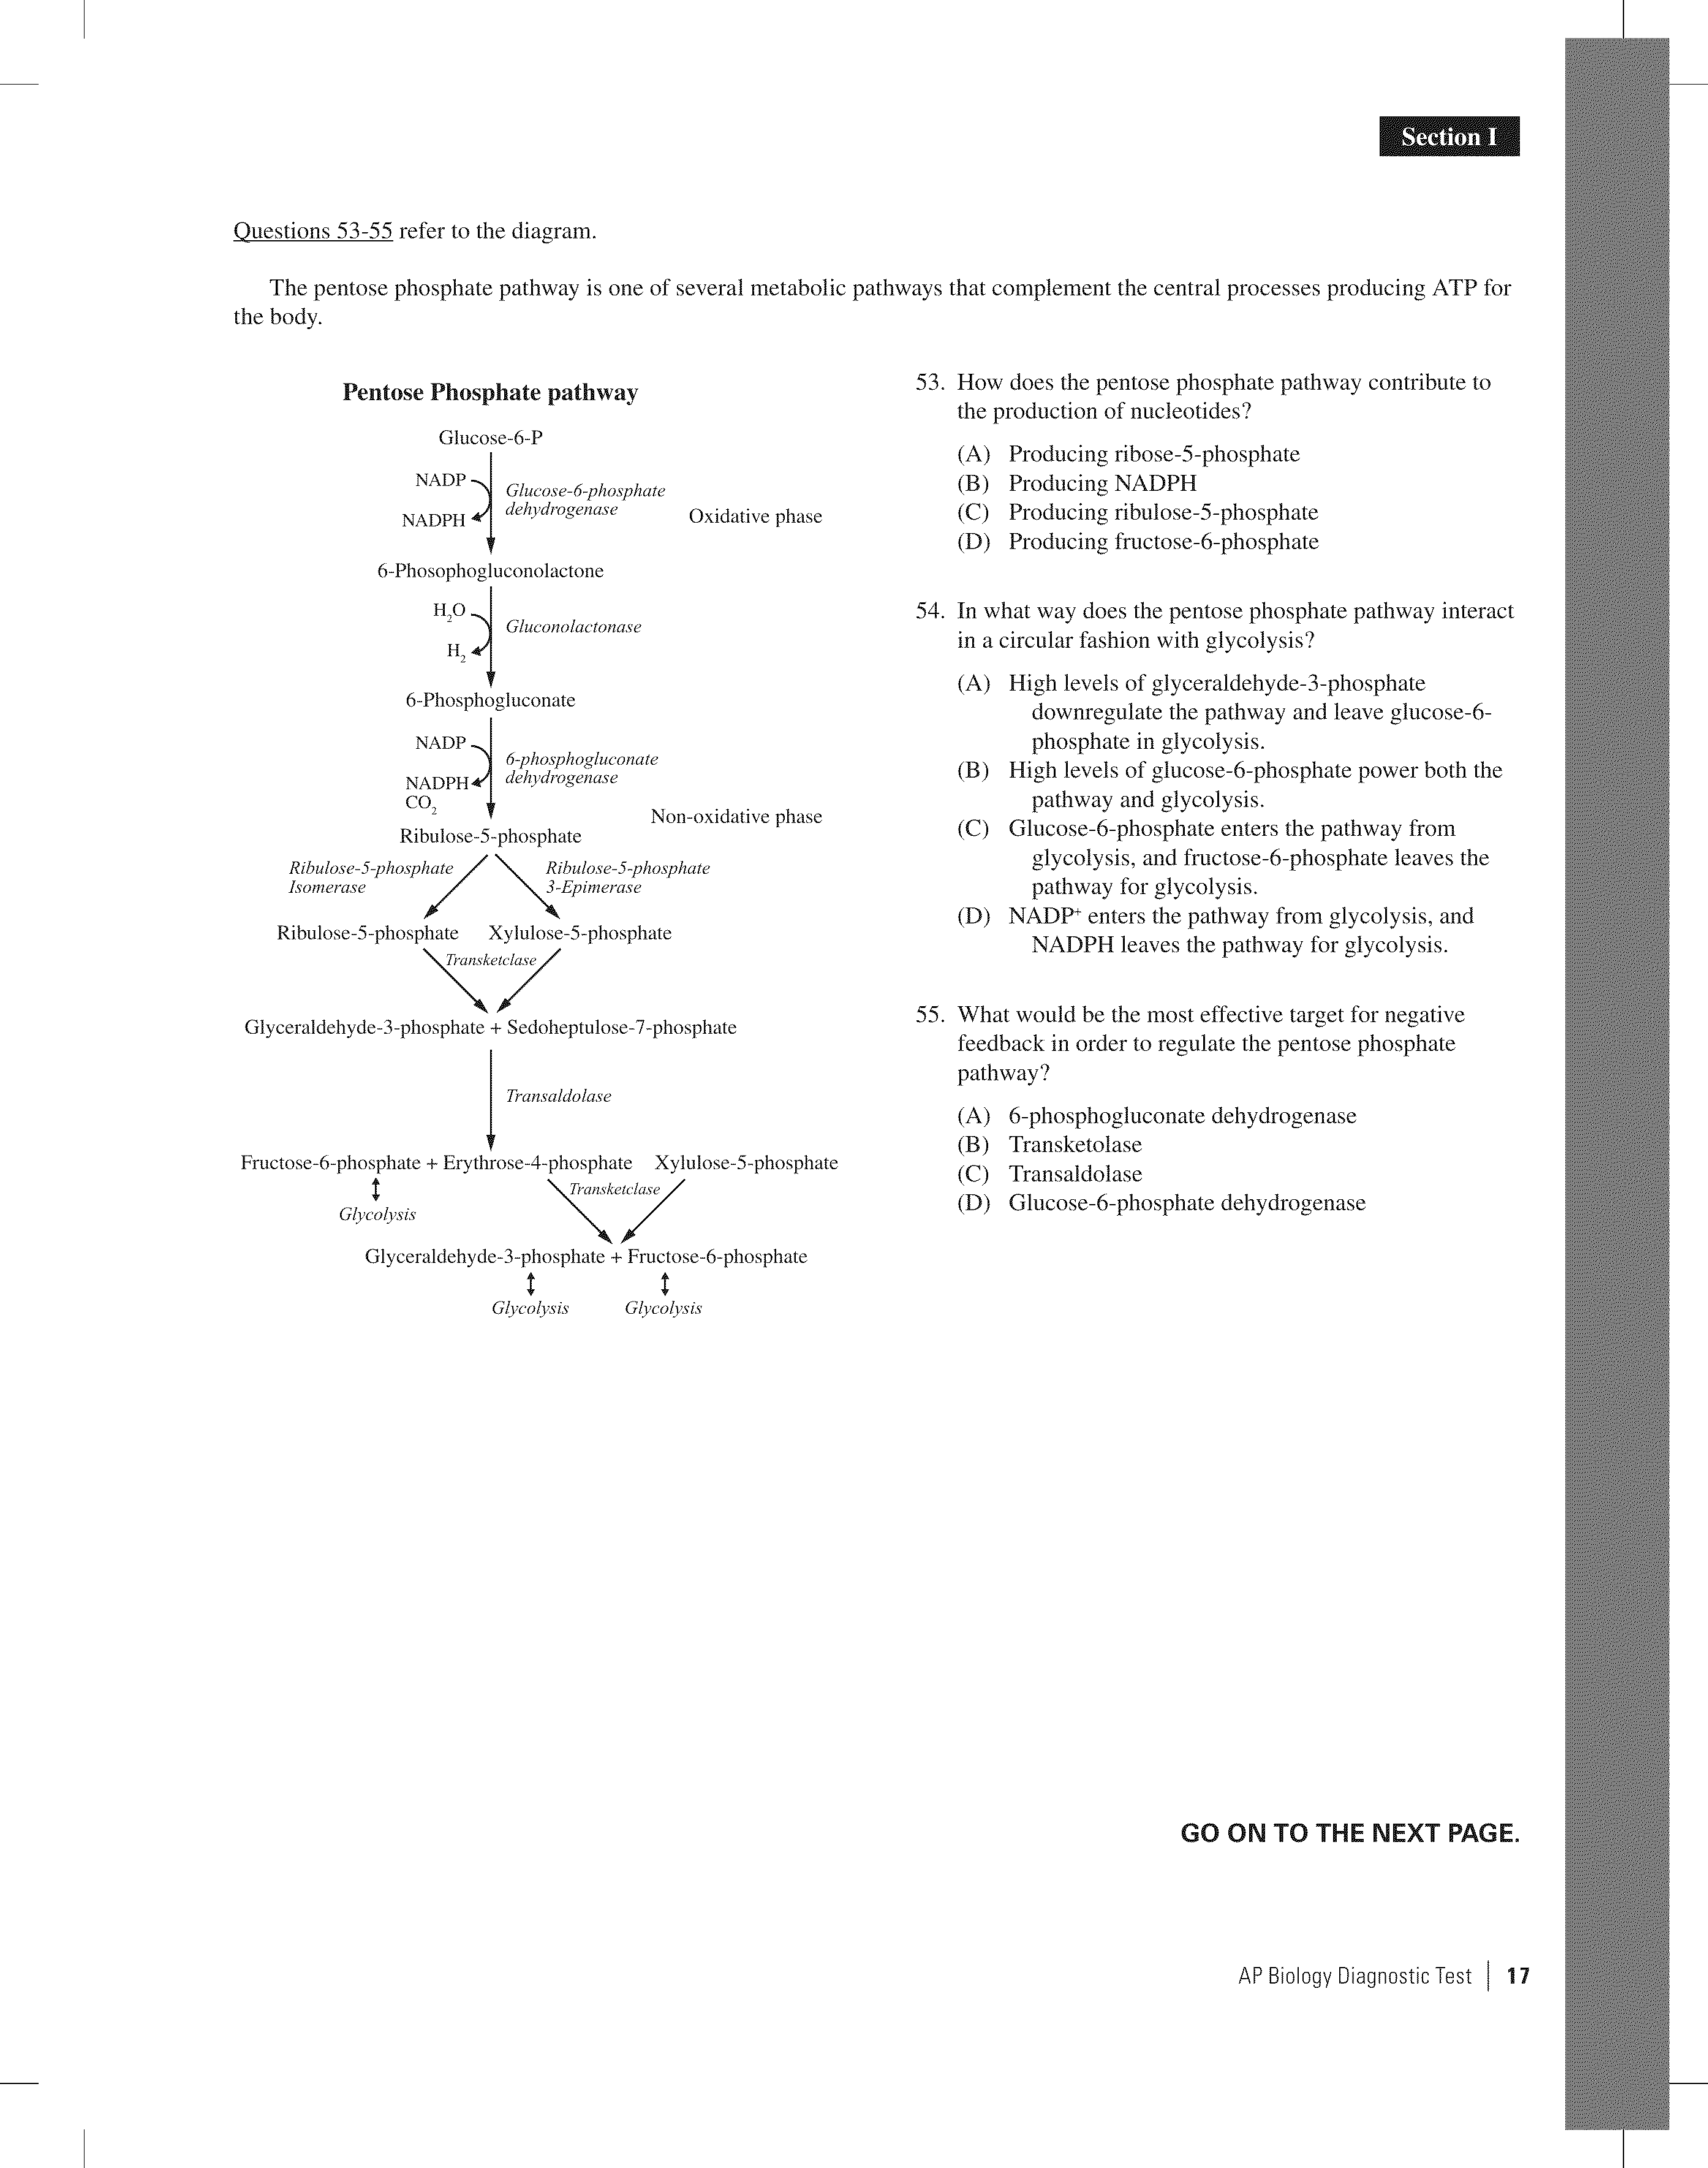 Section I
Questions 53-55 refer to the diagram.
The pentose phosphate pathway is one of several metabolic pathways that complement the central processes producing ATP for
the body.
Pentose Phosphate pathway
Glucose-6-P
NADP
Glucose-6-phosphate
dehydrogenase
NADPH
Oxidative phase
6-Phosophogluconolactone
H₂O
Gluconolactonase
H₂
6-Phosphogluconate
NADP
6-phosphogluconate
dehydrogenase
NADPH
CO₂
Non-oxidative phase
Ribulose-5-phosphate
Ribulose-5-phosphate
Isomerase
Ribulose-5-phosphate
3-Epimerase
Ribulose-5-phosphate
Xylulose-5-phosphate
Transketclase
Glyceraldehyde-3-phosphate + Sedoheptulose-7-phosphate
Transaldolase
Fructose-6-phosphate + Erythrose-4-phosphate
Xylulose-5-phosphate
Transketclase
Glycolysis
Glyceraldehyde-3-phosphate + Fructose-6-phosphate
Glycolysis
Glycolysis
53. How does the pentose phosphate pathway contribute to
the production of nucleotides?
(A) Producing ribose-5-phosphate
(B) Producing NADPH
(C) Producing ribulose-5-phosphate
(D) Producing fructose-6-phosphate
54. In what way does the pentose phosphate pathway interact
in a circular fashion with glycolysis?
(A) High levels of glyceraldehyde-3-phosphate
downregulate the pathway and leave glucose-6-
phosphate in glycolysis.
(B) High levels of glucose-6-phosphate power both the
pathway and glycolysis.
(C) Glucose-6-phosphate enters the pathway from
glycolysis, and fructose-6-phosphate leaves the
pathway for glycolysis.
(D) NADP⁺ enters the pathway from glycolysis, and
NADPH leaves the pathway for glycolysis.
55. What would be the most effective target for negative
feedback in order to regulate the pentose phosphate
pathway?
(A) 6-phosphogluconate dehydrogenase
(B) Transketolase
(C) Transaldolase
(D) Glucose-6-phosphate dehydrogenase
GO ON TO THE NEXT PAGE.
AP Biology Diagnostic Test | 17